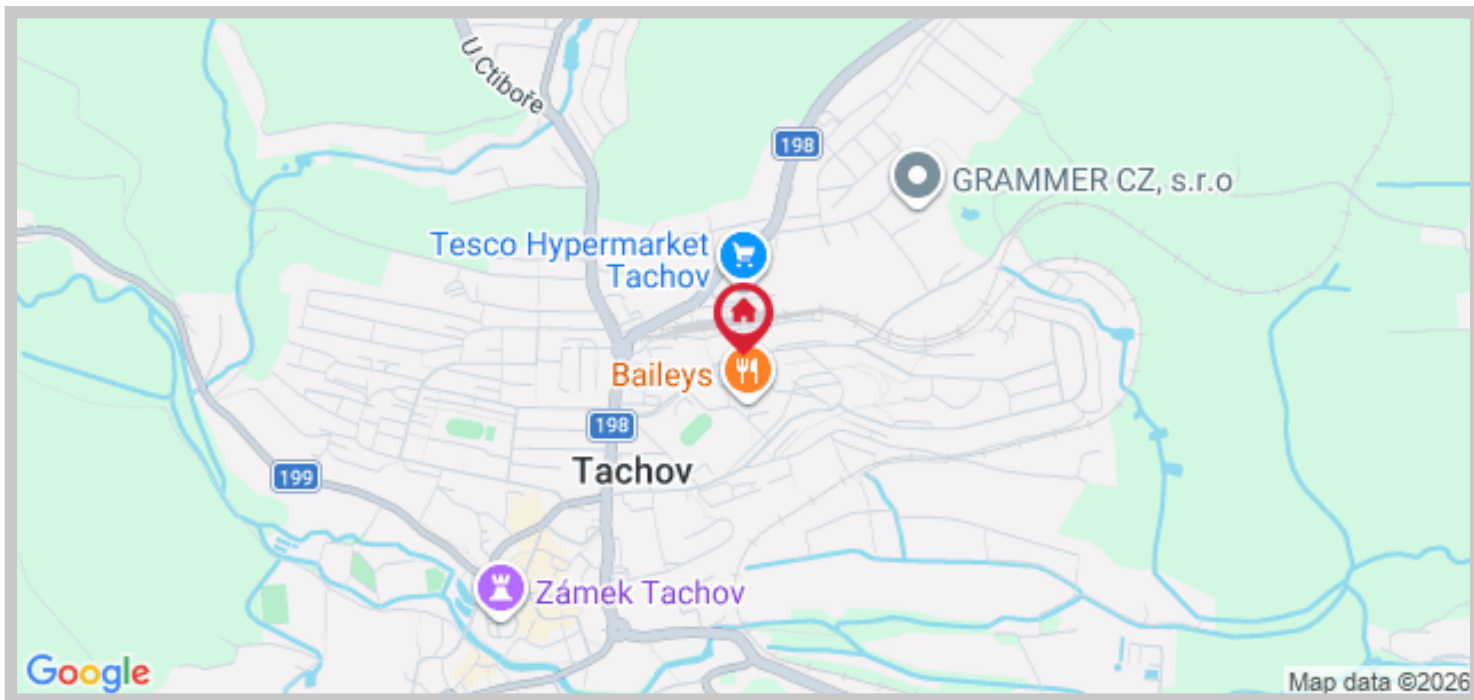 U Ctiboře
198
GRAMMER CZ, s.r.o
Tesco Hypermarket
Tachov
Baileys
198
Tachov
199
Zámek Tachov
Google
Map data ©2026